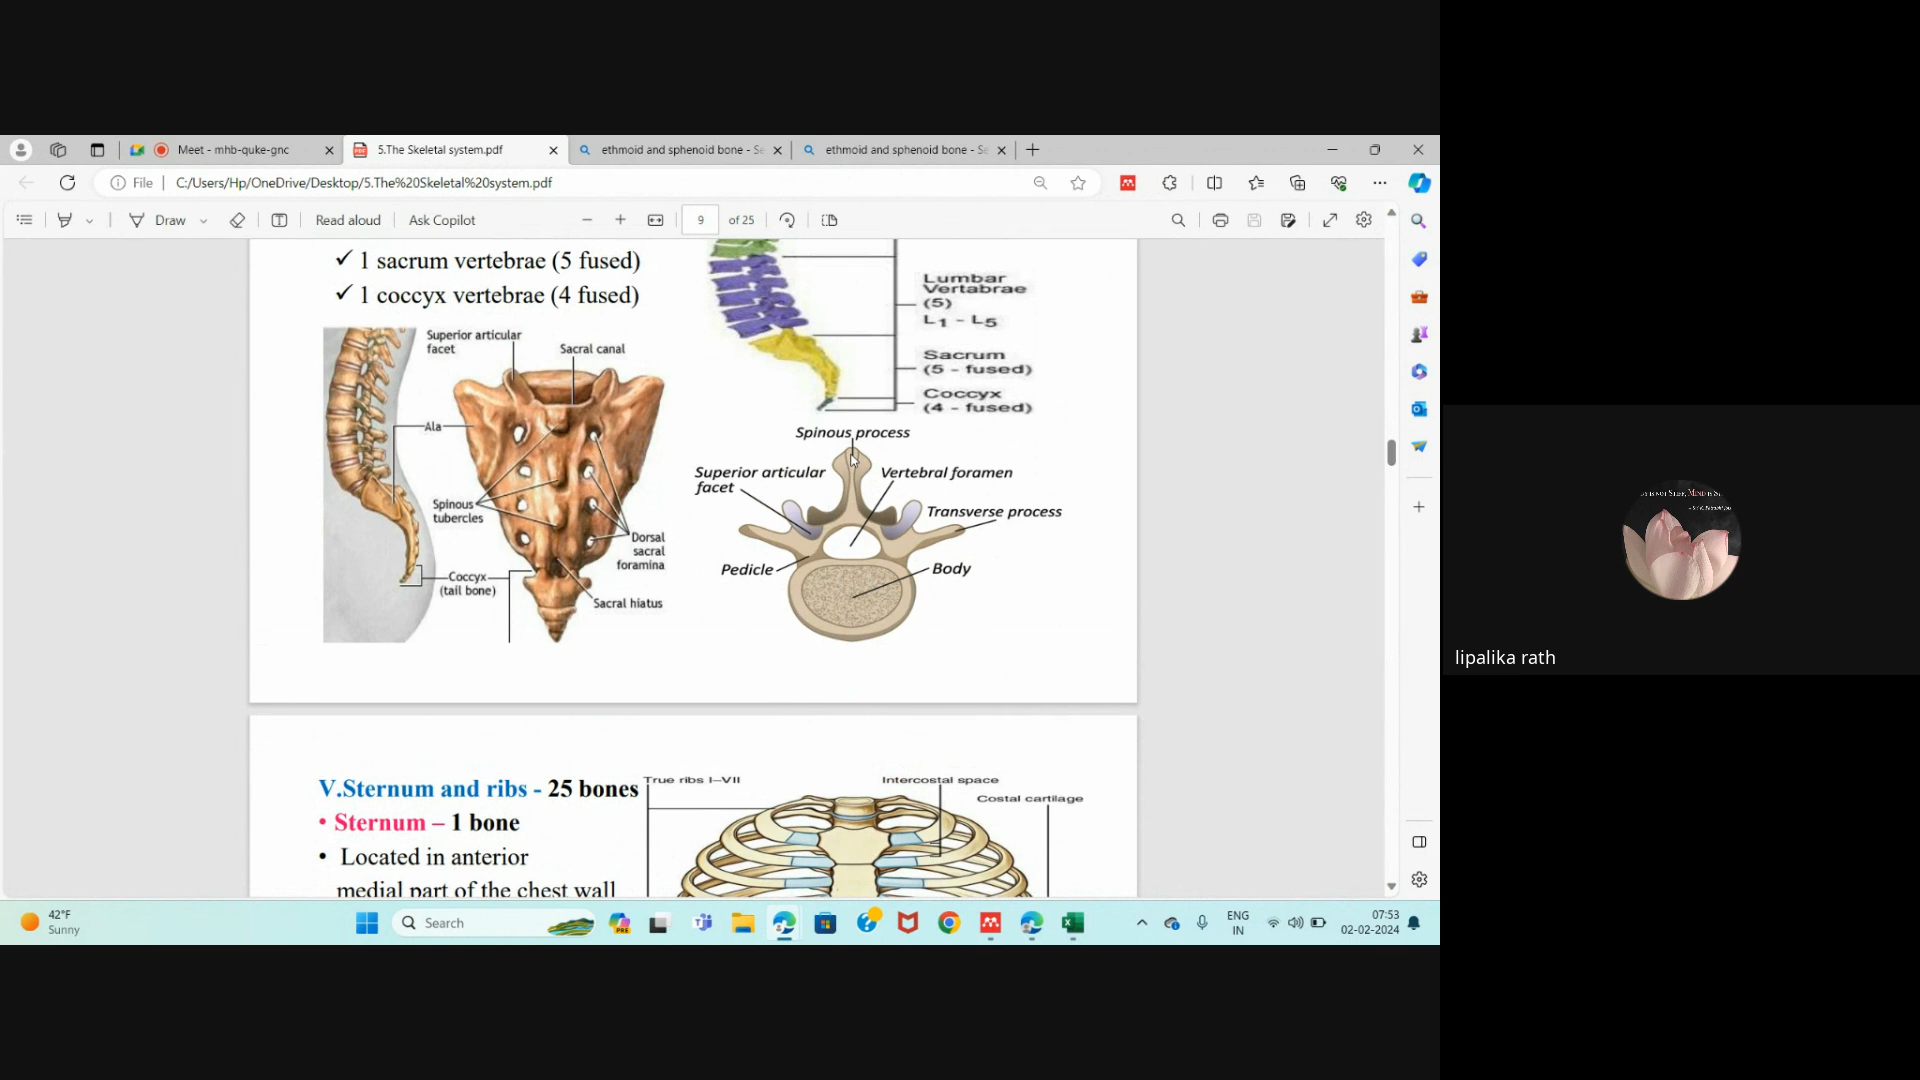 Meet - mhb-quke-gnc
5.The Skeletal system.pdf
ethmoid and sphenoid bone - Se
ethmoid and sphenoid bone - Se
File
C:/Users/Hp/OneDrive/Desktop/5.The%20Skeletal%20system.pdf
Draw
Read aloud
Ask Copilot
9
of 25
✓ 1 sacrum vertebrae (5 fused)
✓ 1 coccyx vertebrae (4 fused)
Superior articular
facet
Sacral canal
Ala
Spinous
tubercles
Dorsal
sacral
foramina
Coccyx
(tail bone)
Sacral hiatus
Lumbar
Vertabrae
(5)
L1 - L5
Sacrum
(5 - fused)
Coccyx
(4 - fused)
Spinous process
Superior articular
facet
Vertebral foramen
Transverse process
Pedicle
Body
V.Sternum and ribs - 25 bones
• Sternum – 1 bone
• Located in anterior
medial part of the chest wall
True ribs I–VII
Intercostal space
Costal cartilage
lipalika rath
42°F
Sunny
Search
PRE
ENG
IN
07:53
02-02-2024